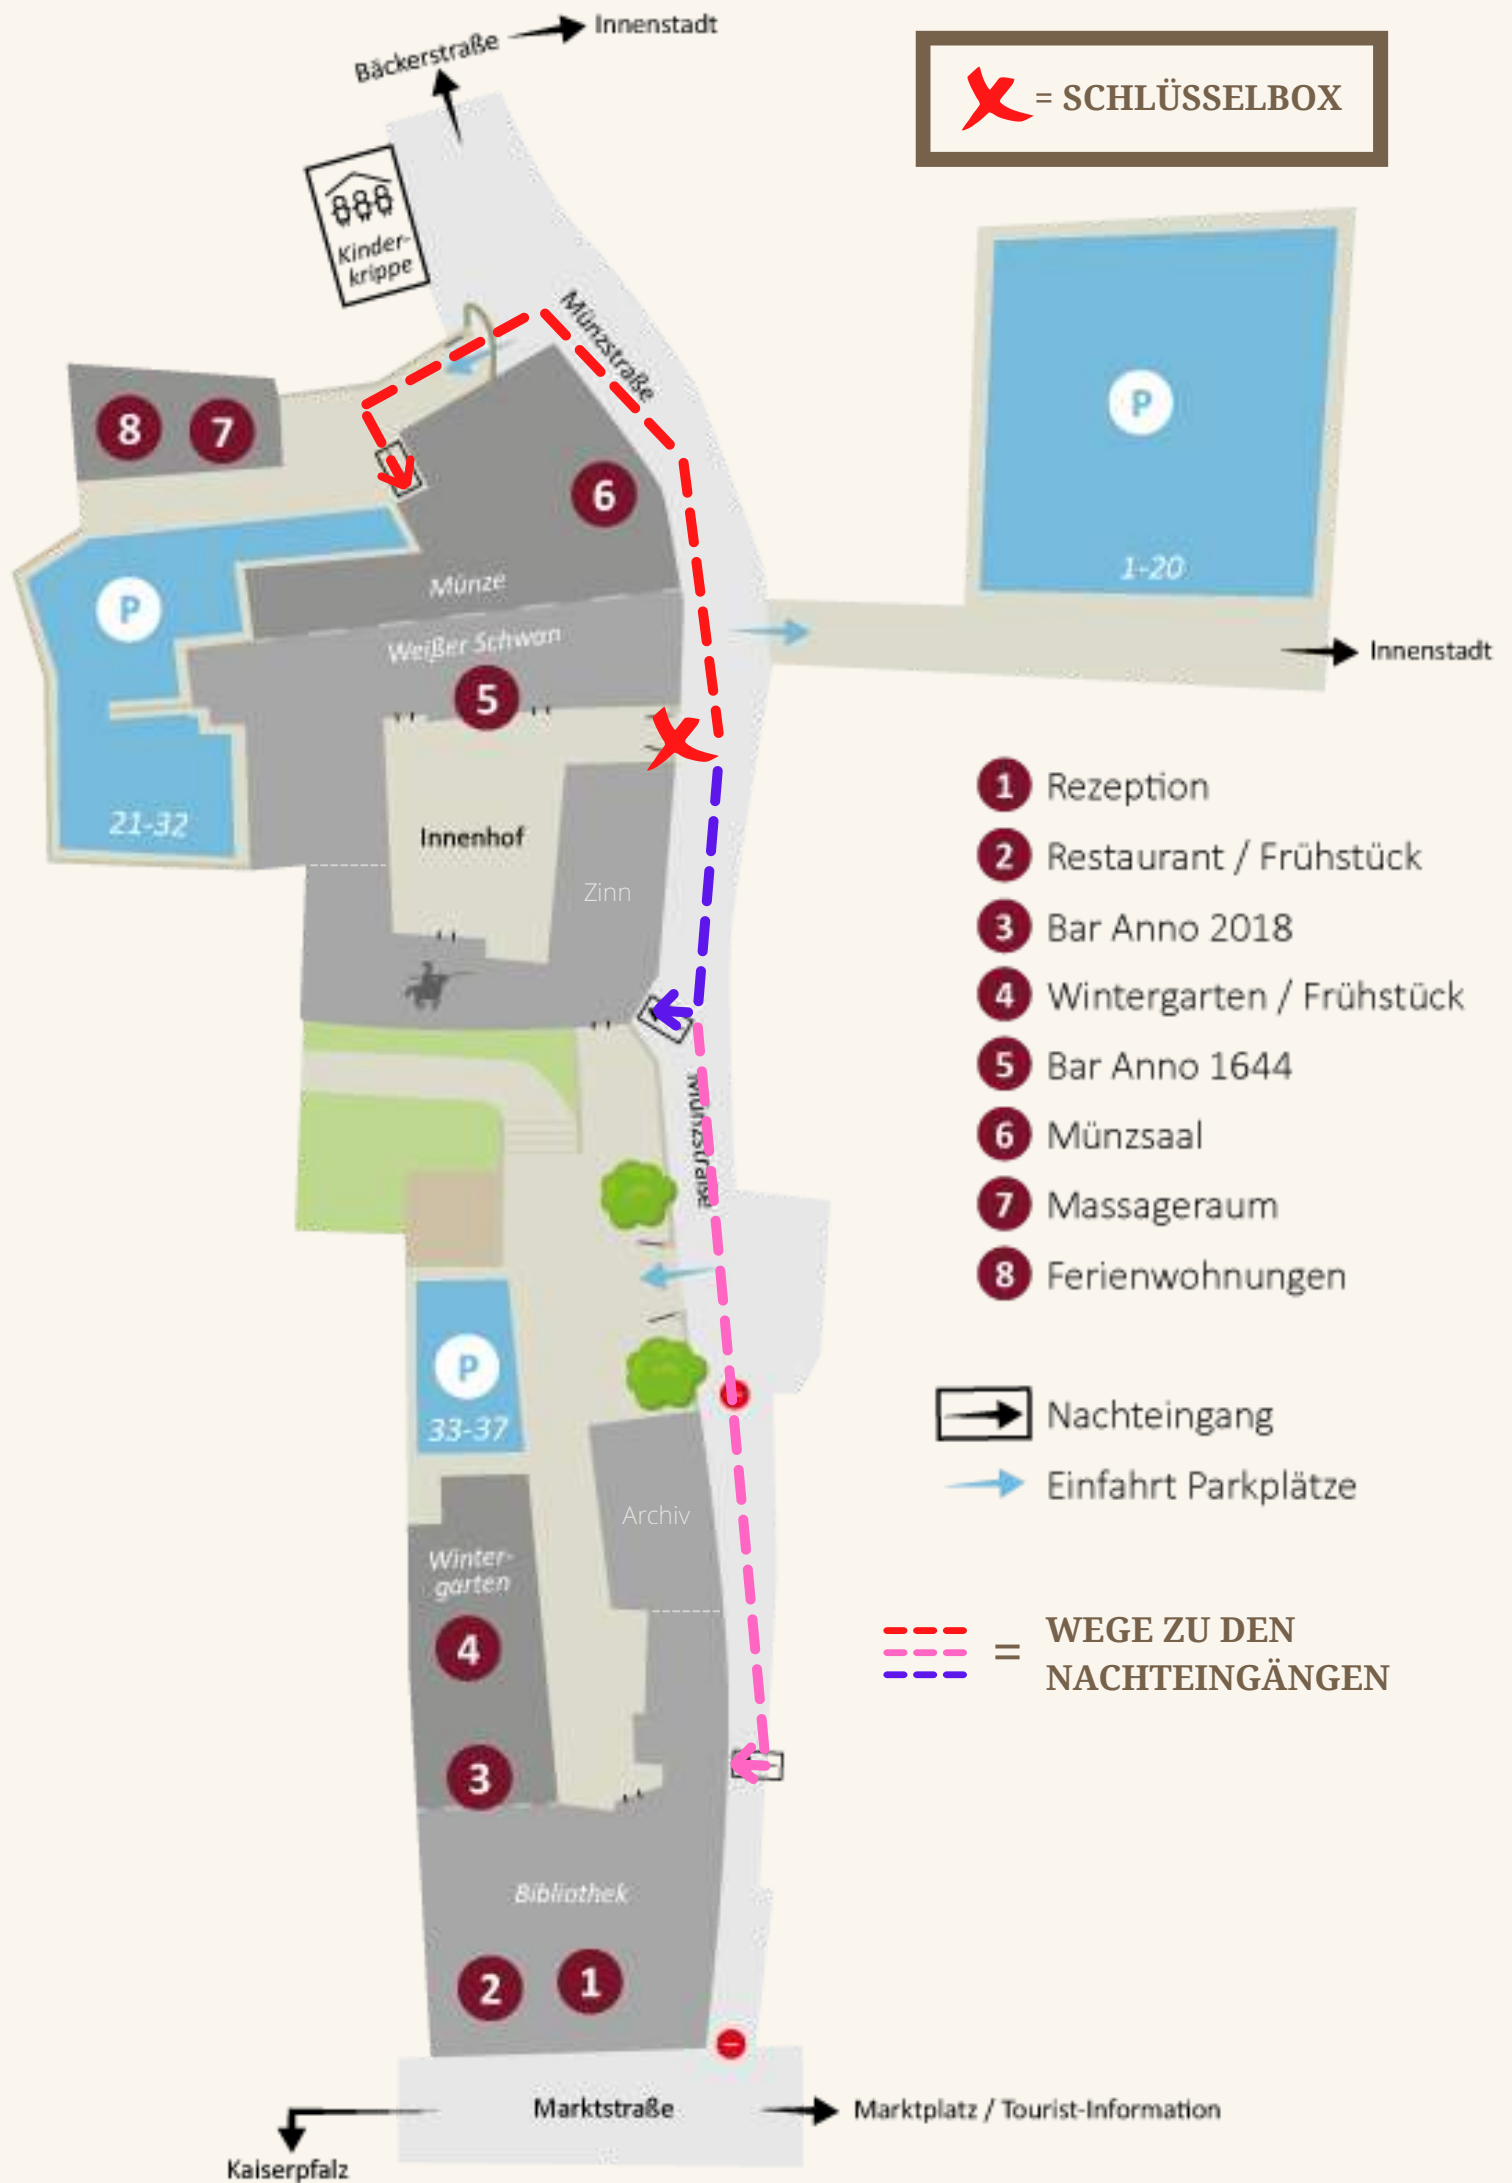 Innenstadt
Bäckerstraße
= SCHLÜSSELBOX
Kinder-
krippe
Münzstraße
P
1-20
8
7
6
Münze
P
Weißer Schwan
Innenstadt
5
21-32
Innenhof
Zinn
1 Rezeption
2 Restaurant / Frühstück
3 Bar Anno 2018
4 Wintergarten / Frühstück
5 Bar Anno 1644
6 Münzsaal
7 Massageraum
8 Ferienwohnungen
Münzstraße
P
33-37
Nachteingang
Einfahrt Parkplätze
Archiv
Winter-
garten
4
= WEGE ZU DEN
NACHTEINGÄNGEN
3
Bibliothek
2
1
Marktstraße
Marktplatz / Tourist-Information
Kaiserpfalz